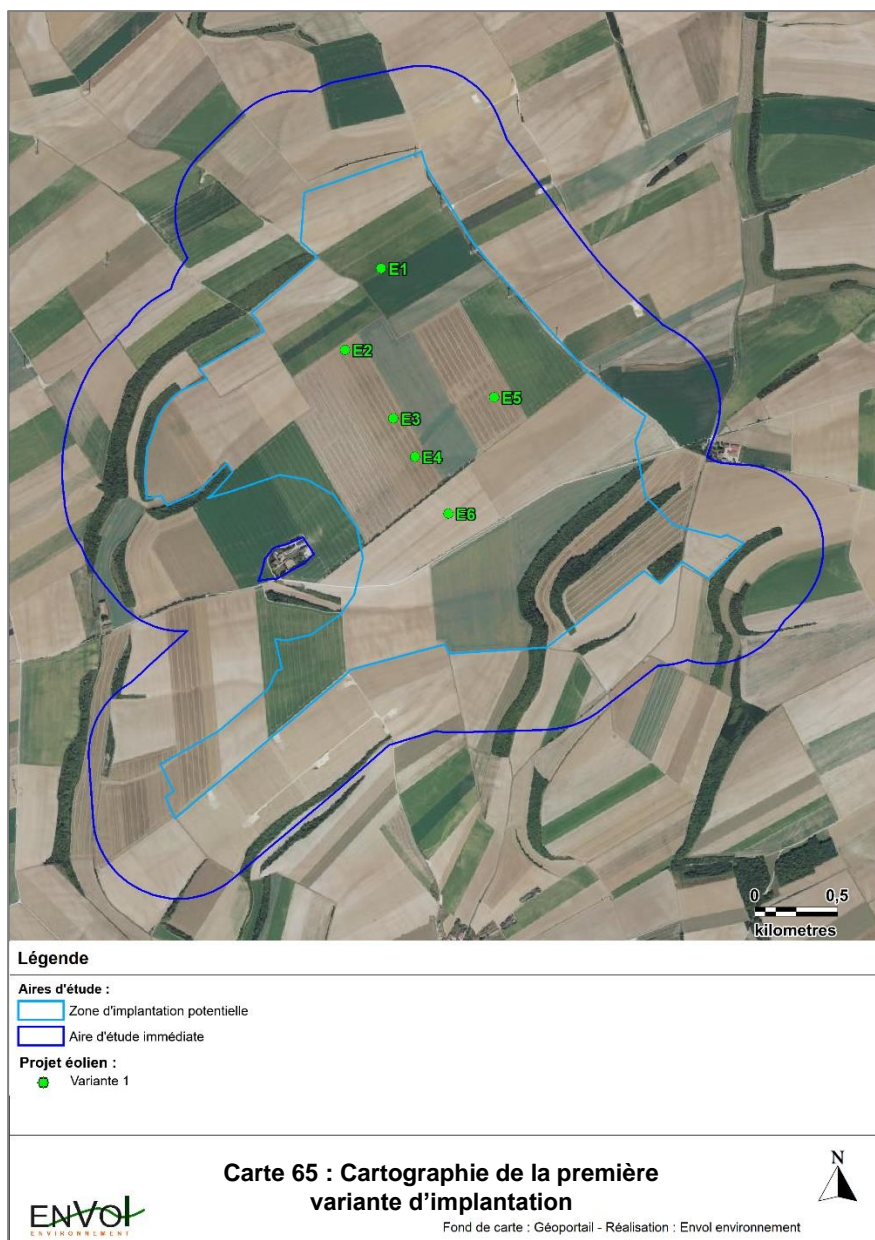 E1
E2
E5
E3
E4
E6
0 0,5
kilometres
Légende
Aires d'étude :
Zone d'implantation potentielle
Aire d'étude immédiate
Projet éolien :
Variante 1
N
Carte 65 : Cartographie de la première
variante d'implantation
ENVOl
ENVIRONNEMENT
Fond de carte : Géoportail - Réalisation : Envol environnement